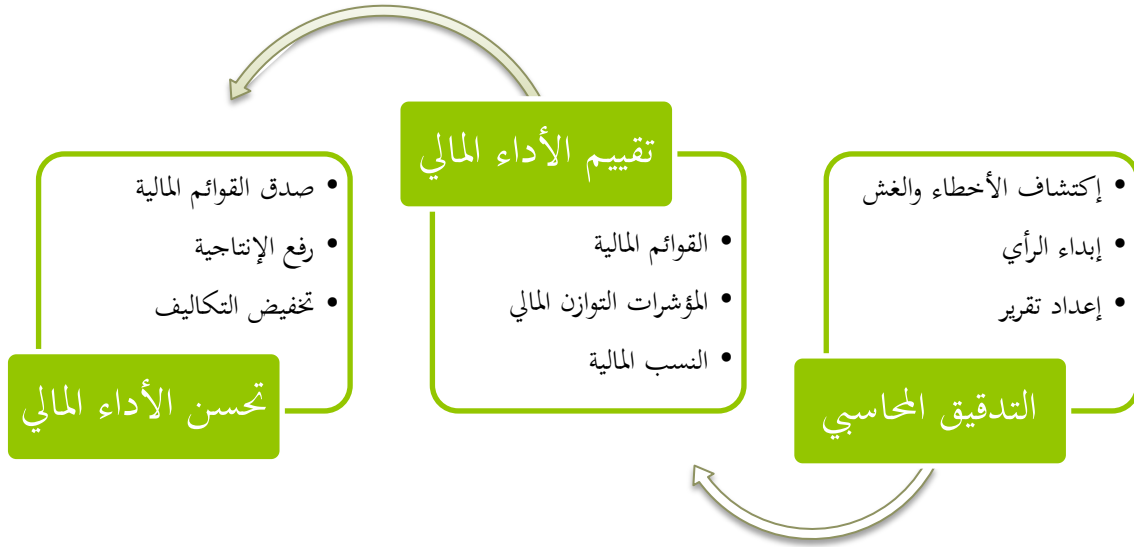 إكتشاف الأخطاء والغش
إبداء الرأي
إعداد تقرير
التدقيق المحاسبي
تقييم الأداء المالي
القوائم المالية
المؤشرات التوازن المالي
النسب المالية
صدق القوائم المالية
رفع الإنتاجية
تخفيض التكاليف
تحسن الأداء المالي